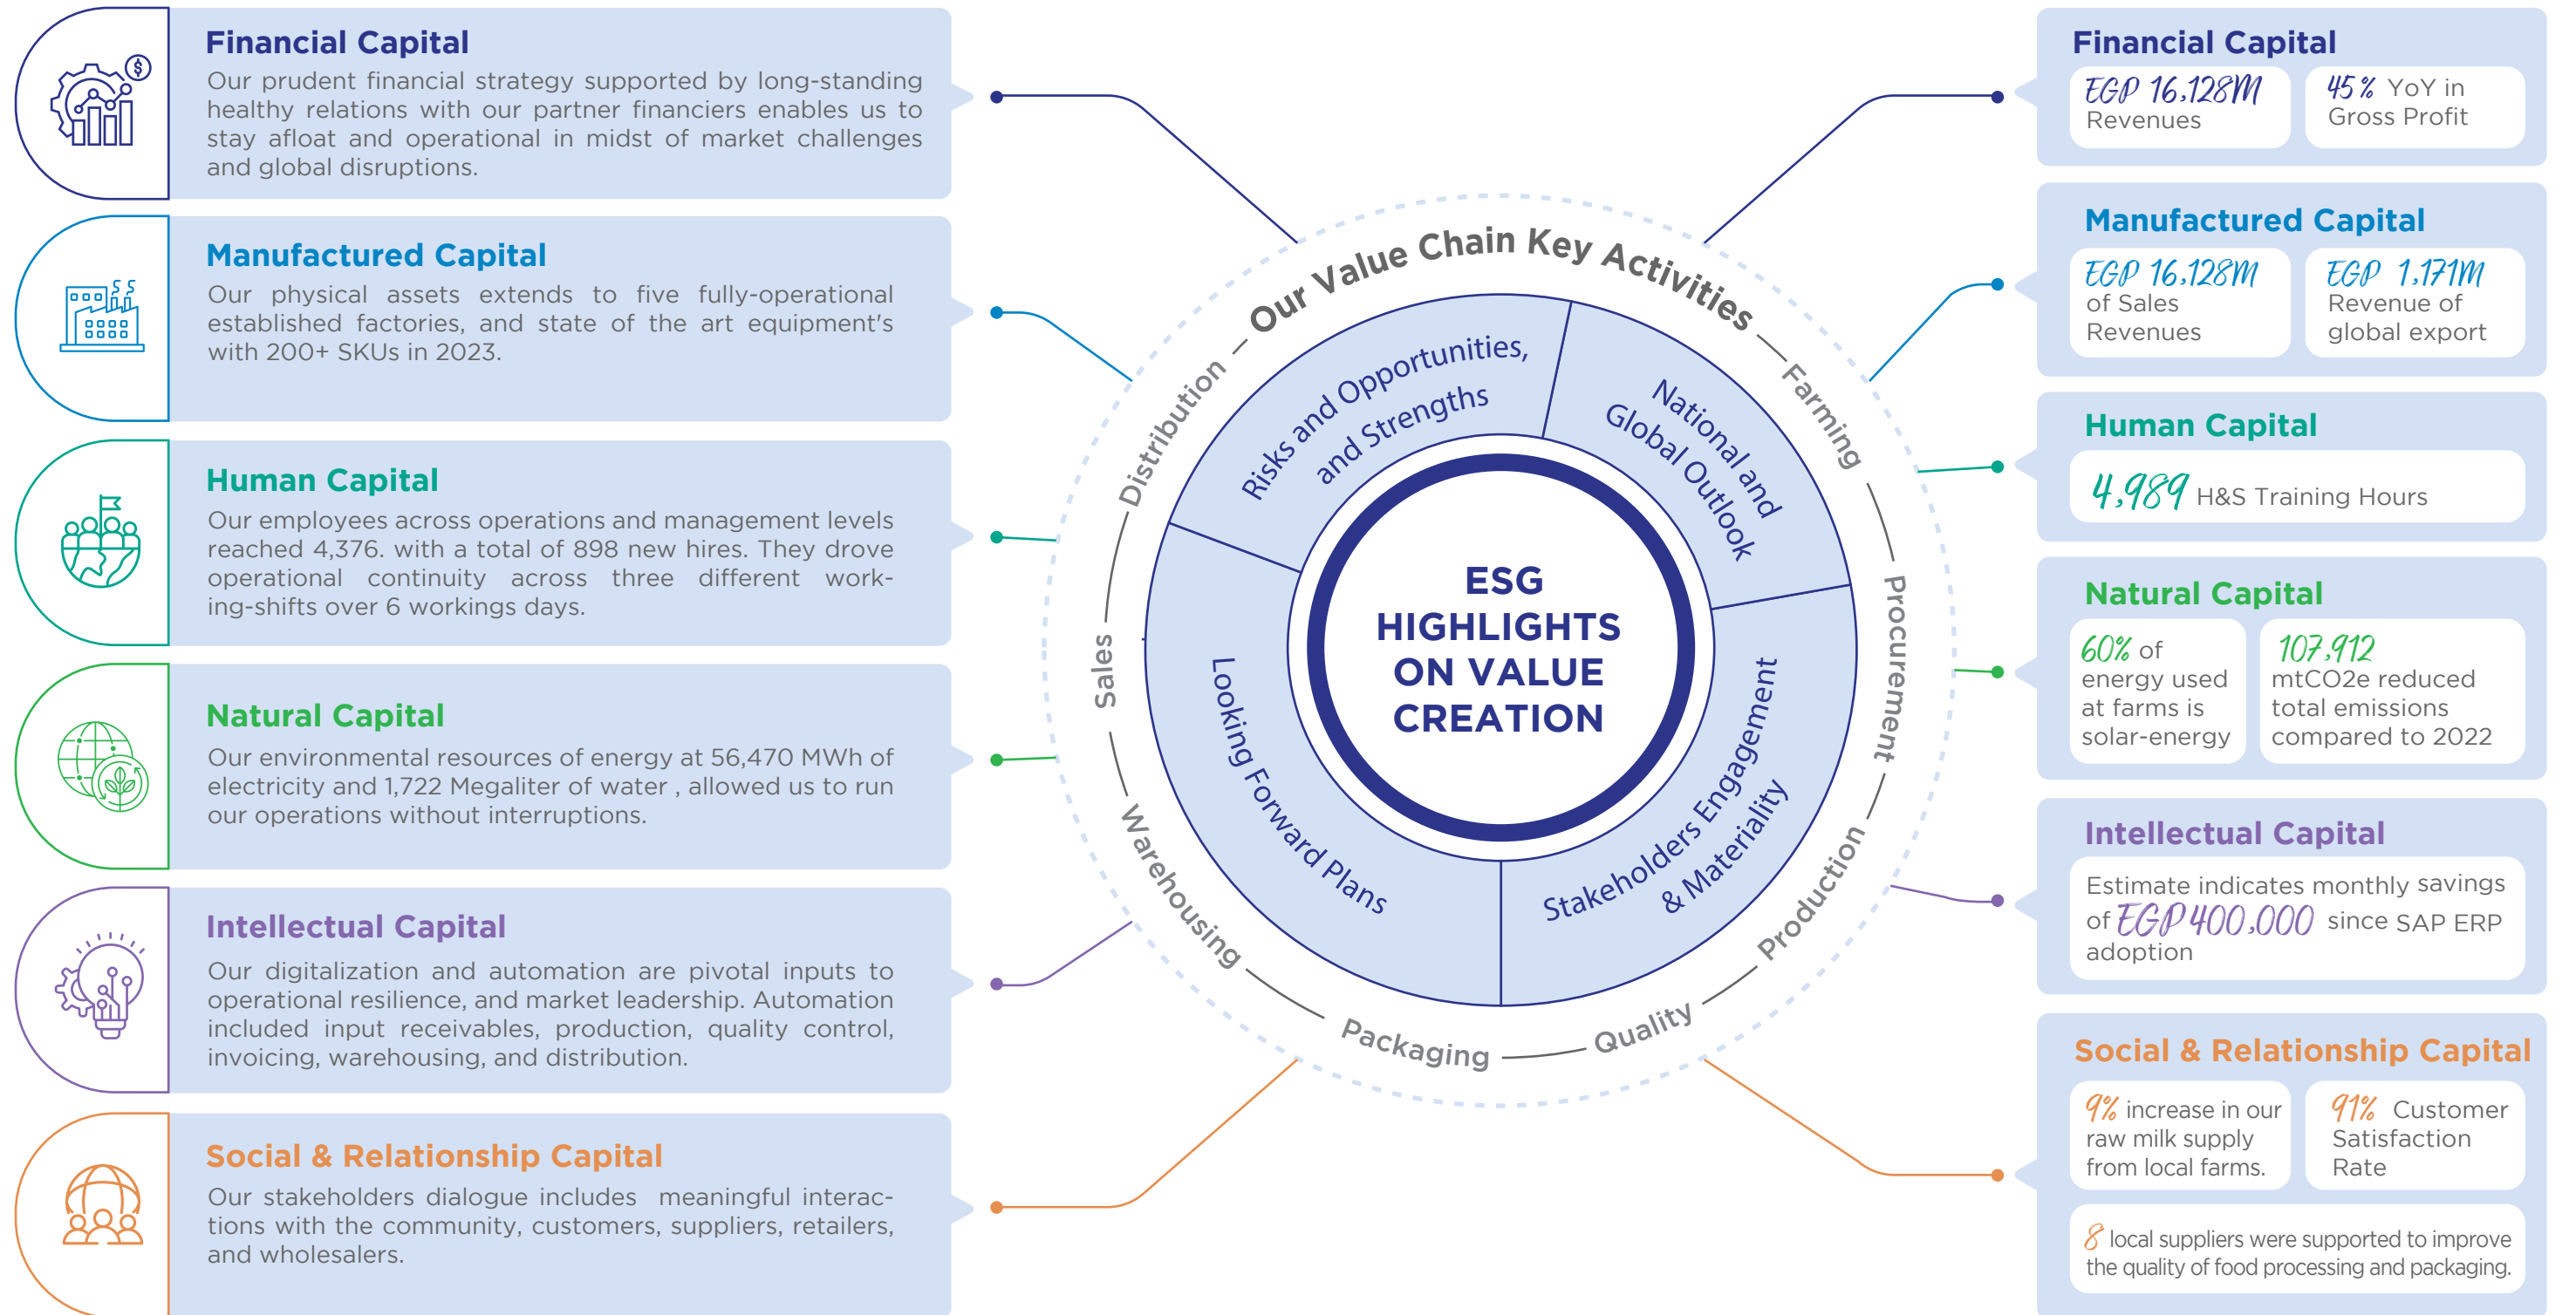 Financial Capital
Our prudent financial strategy supported by long-standing
healthy relations with our partner financiers enables us to
stay afloat and operational in midst of market challenges
and global disruptions.
Manufactured Capital
Our physical assets extends to five fully-operational
established factories, and state of the art equipment's
with 200+ SKUs in 2023.
Human Capital
Our employees across operations and management levels
reached 4,376. with a total of 898 new hires. They drove
operational continuity across three different work-
ing-shifts over 6 workings days.
Natural Capital
Our environmental resources of energy at 56,470 MWh of
electricity and 1,722 Megaliter of water , allowed us to run
our operations without interruptions.
Intellectual Capital
Our digitalization and automation are pivotal inputs to
operational resilience, and market leadership. Automation
included input receivables, production, quality control,
invoicing, warehousing, and distribution.
Social & Relationship Capital
Our stakeholders dialogue includes meaningful interac-
tions with the community, customers, suppliers, retailers,
and wholesalers.
Our Value Chain Key Activities
Farming
Procurement
Production
Quality
Packaging
Warehousing
Sales
Distribution
Risks and Opportunities,
and Strengths
National and
Global Outlook
Stakeholders Engagement
& Materiality
Looking Forward Plans
ESG
HIGHLIGHTS
ON VALUE
CREATION
Financial Capital
EGP 16,128M
Revenues
45% YoY in
Gross Profit
Manufactured Capital
EGP 16,128M
of Sales
Revenues
EGP 1,171M
Revenue of
global export
Human Capital
4,989 H&S Training Hours
Natural Capital
60% of
energy used
at farms is
solar-energy
107,912
mtCO2e reduced
total emissions
compared to 2022
Intellectual Capital
Estimate indicates monthly savings
of EGP 400,000 since SAP ERP
adoption
Social & Relationship Capital
9% increase in our
raw milk supply
from local farms.
91% Customer
Satisfaction
Rate
8 local suppliers were supported to improve
the quality of food processing and packaging.